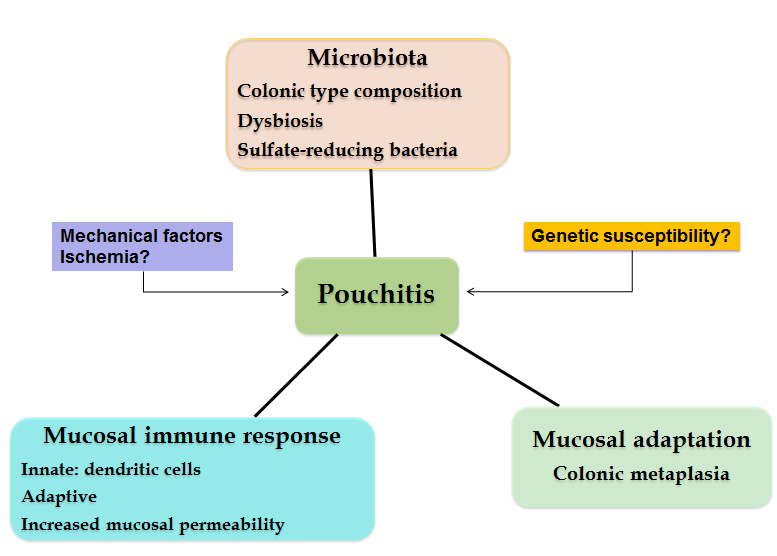 Microbiota
Colonic type composition
Dysbiosis
Sulfate-reducing bacteria
Mechanical factors
Ischemia?
Genetic susceptibility?
Pouchitis
Mucosal immune response
Innate: dendritic cells
Adaptive
Increased mucosal permeability
Mucosal adaptation
Colonic metaplasia